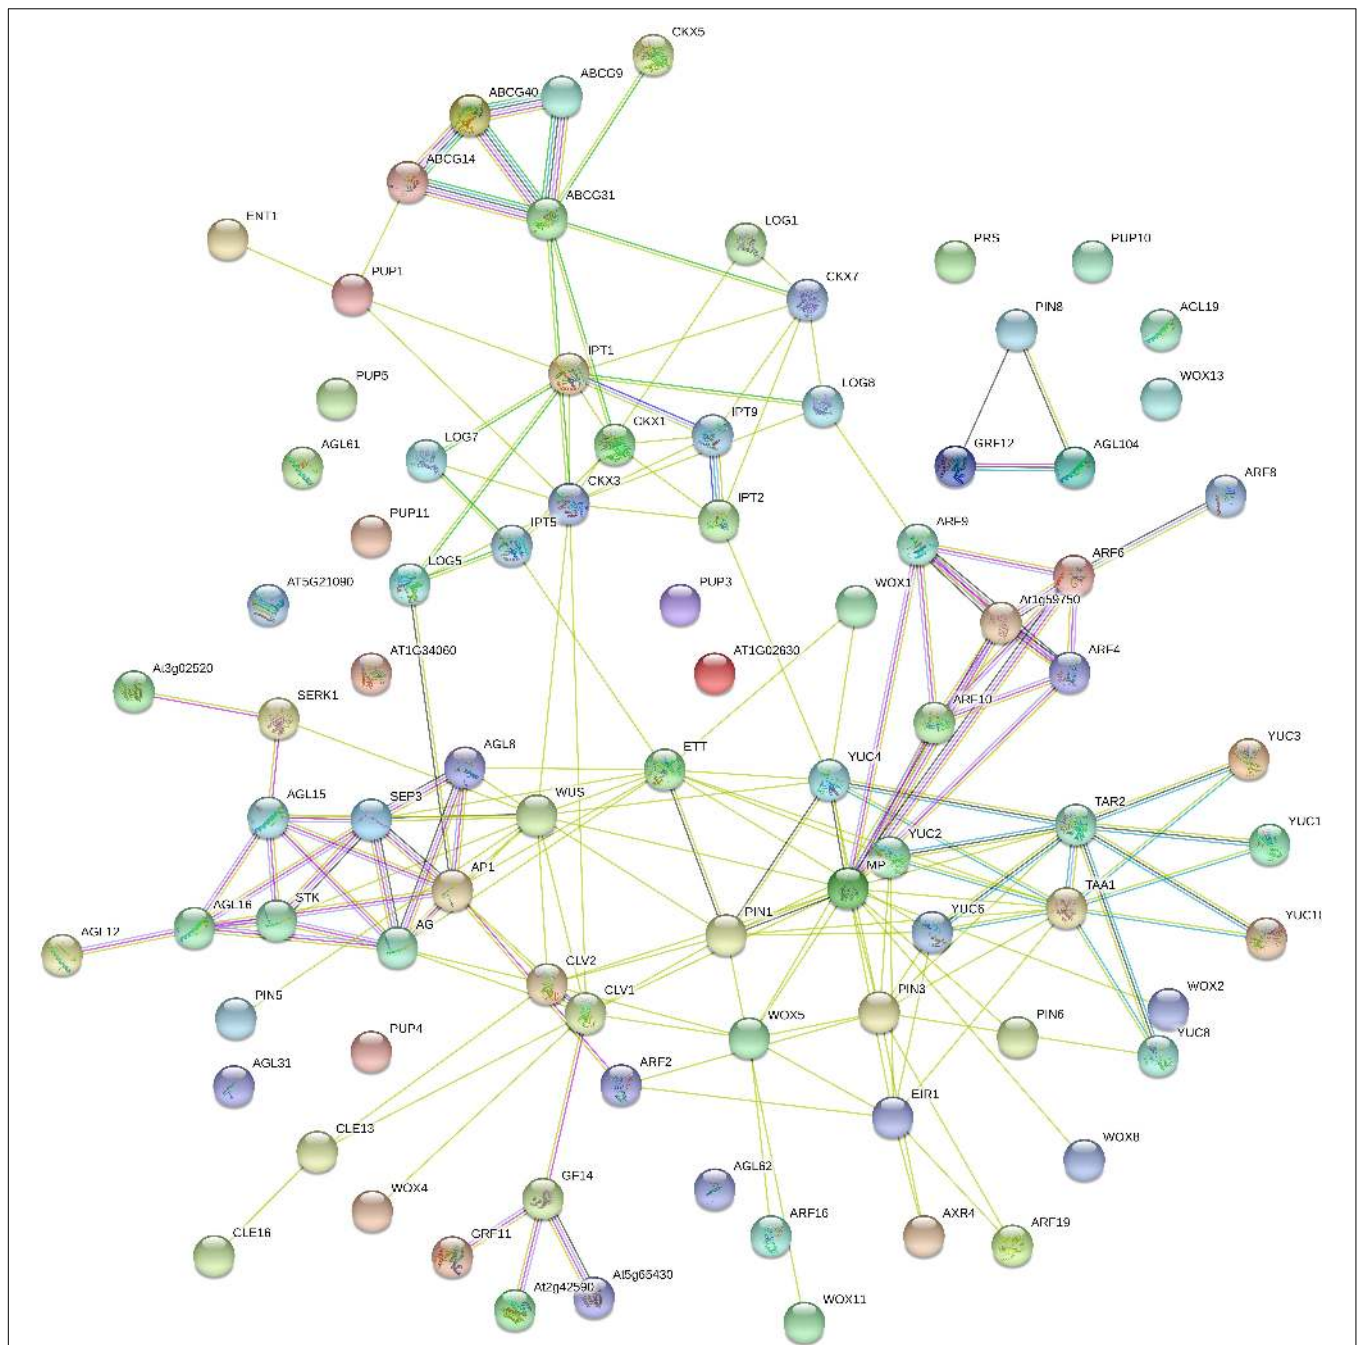 CKX5
ABCG9
ABCG40
ABCG14
ABCG31
ENT1
LOG1
PRS
PUP10
PUP1
CKX7
PIN8
AGL19
IPT1
PUP5
LOG8
WOX13
LOG7
CKX1
IPT9
AGL61
GRF12
AGL104
CKX3
IPT2
ARF8
PUP11
IPT5
ARF9
LOG5
ARF6
AT5G21090
PUP3
WOX1
At1g59750
At3g02520
AT1G34060
AT1G02630
ARF4
SERK1
ARF10
AGL8
ETT
YUC4
YUC3
AGL15
SEP3
WUS
TAR2
YUC1
AP1
YUC2
MP
TAA1
AGL16
STK
AG
PIN1
YUC6
YUC11
AGL12
CLV2
PIN5
CLV1
PIN3
WOX2
PUP4
WOX5
PIN6
YUC8
AGL31
ARF2
EIR1
CLE13
WOX8
GF14
AGL62
WOX4
ARF16
AXR4
ARF19
CLE16
GRF11
At2g42590
At5g65430
WOX11